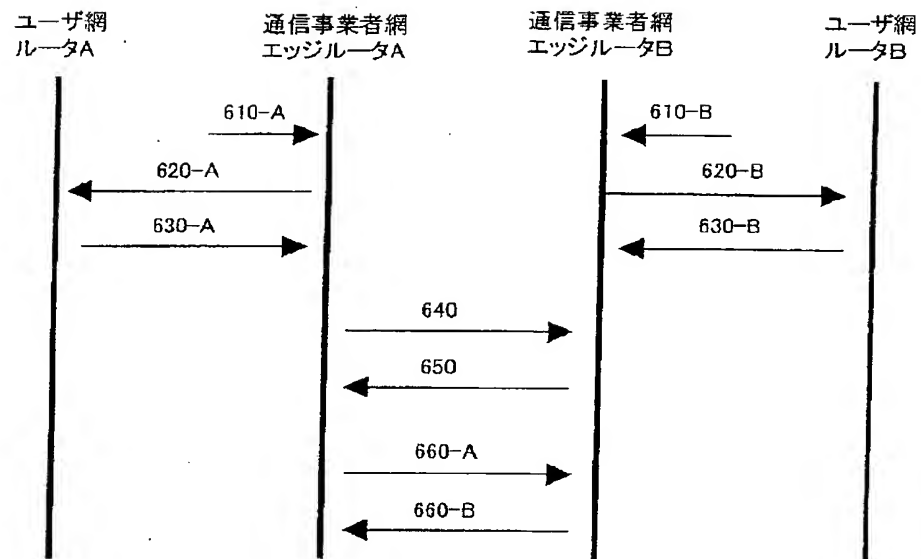 ユーザ網
ルータA
通信事業者網
エッジルータA
通信事業者網
エッジルータB
ユーザ網
ルータB
610-A
610-B
620-A
620-B
630-A
630-B
640
650
660-A
660-B